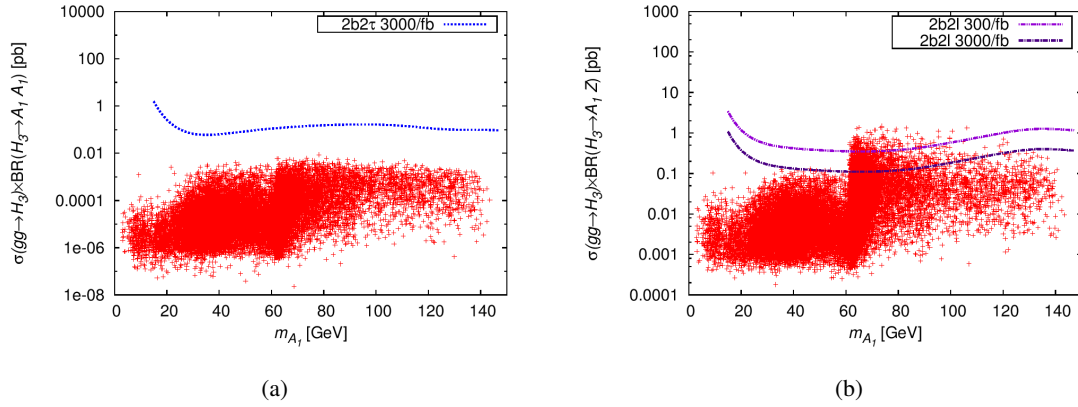 σ(gg→H₃)×BR(H₃→A₁ A₁) [pb]
10000
100
1
0.01
0.0001
1e-06
1e-08
2b2τ 3000/fb
0 20 40 60 80 100 120 140
m_A₁ [GeV]
(a)
σ(gg→H₃)×BR(H₃→A₁ Z) [pb]
1000
100
10
1
0.1
0.01
0.001
0.0001
2b2l 300/fb
2b2l 3000/fb
0 20 40 60 80 100 120 140
m_A₁ [GeV]
(b)